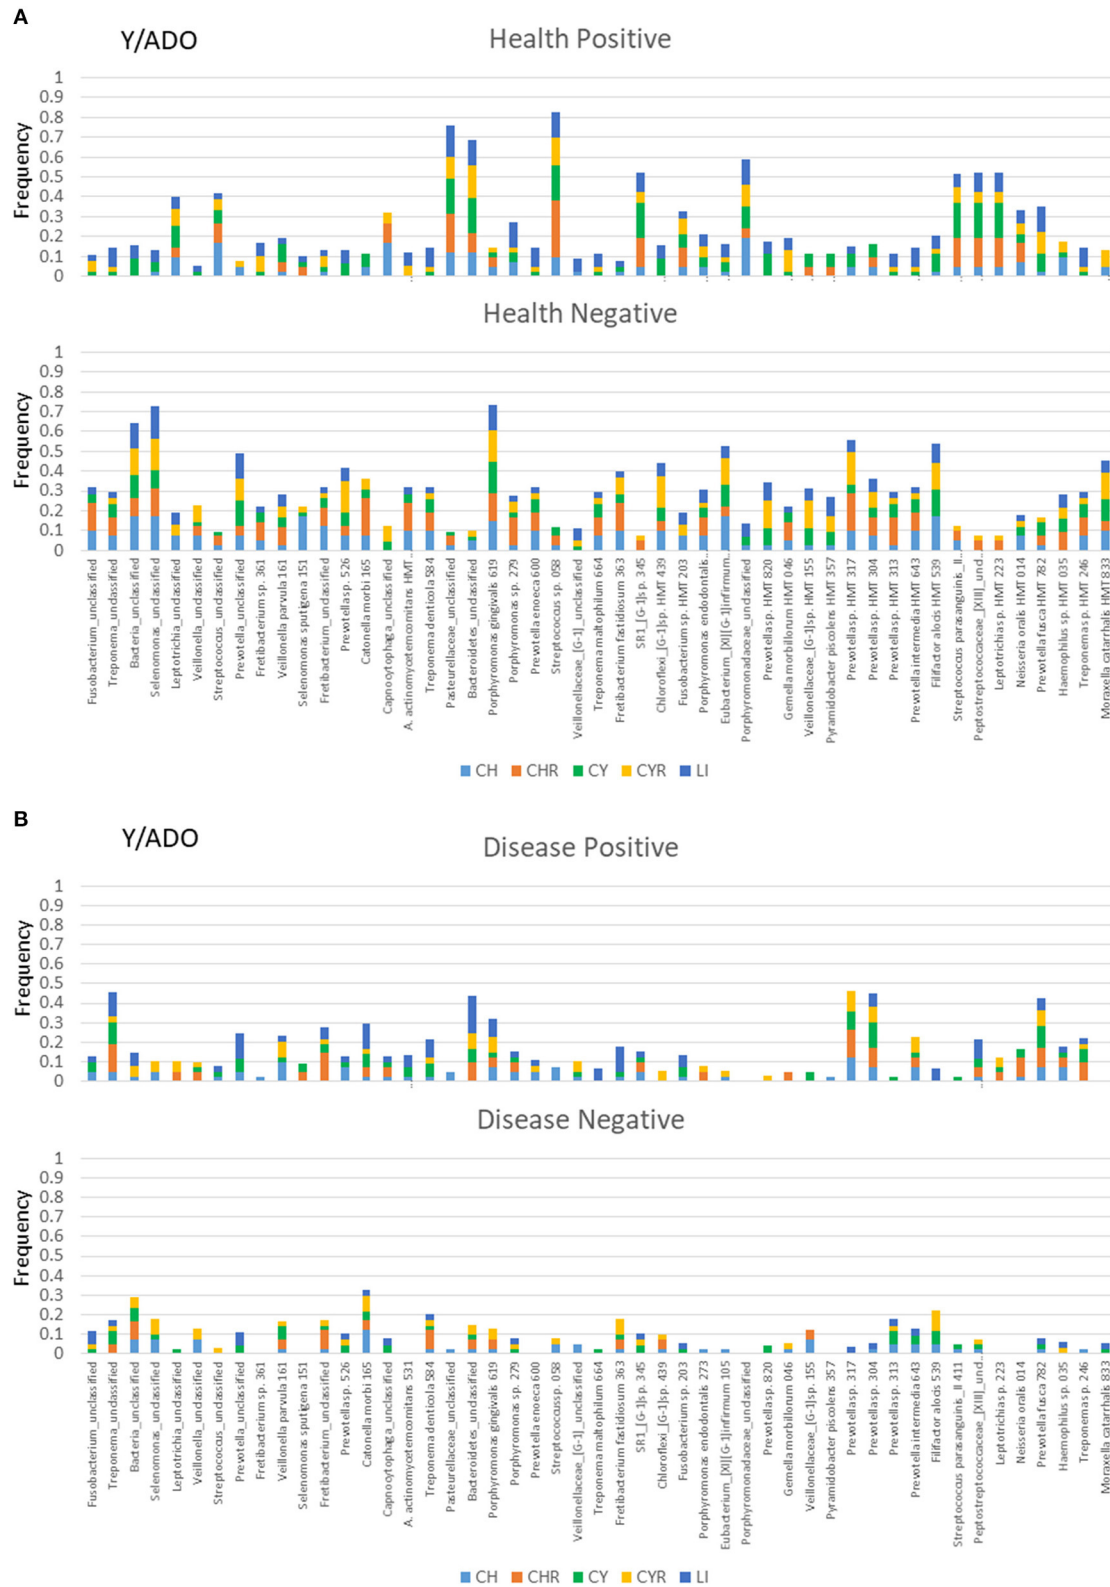 A
Y/ADO
Health Positive
Frequency
1
0.9
0.8
0.7
0.6
0.5
0.4
0.3
0.2
0.1
0
Health Negative
Frequency
1
0.9
0.8
0.7
0.6
0.5
0.4
0.3
0.2
0.1
0
Fusobacterium_unclassified
Treponema_unclassified
Bacteria_unclassified
Selenomonas_unclassified
Leptotrichia_unclassified
Veillonella_unclassified
Streptococcus_unclassified
Prevotella_unclassified
Fretibacterium sp. 361
Veillonella parvula 161
Selenomonas sputigena 151
Fretibacterium_unclassified
Prevotella sp. 526
Catonella morbi 165
Capnocytophaga_unclassified
A. actinomycetemcomitans HMT..
Treponema denticola 584
Pasteurellaceae_unclassified
Bacteroidetes_unclassified
Porphyromonas gingivalis 619
Porphyromonas sp. 279
Prevotella enoeca 600
Streptococcus sp. 058
Veillonellaceae_[G-1]_unclassified
Treponema maltophilum 664
Fretibacterium fastidiosum 363
SR1_[G-1]sp. 345
Chloroflexi_[G-1]sp. HMT 439
Fusobacterium sp. HMT 203
Porphyromonas endodontalis..
Eubacterium_[XI][G-1]infirmum..
Porphyromonadaceae_unclassified
Prevotella sp. HMT 820
Gemella morbillorum HMT 046
Veillonellaceae_[G-1]sp. HMT 155
Pyramidobacter piscolens HMT 357
Prevotella sp. HMT 317
Prevotella sp. HMT 304
Prevotella sp. HMT 313
Prevotella intermedia HMT 643
Filifactor alocis HMT 539
Streptococcus parasanguinis_II..
Peptostreptococcaceae_[XIII]_und..
Leptotrichia sp. HMT 223
Neisseria oralis HMT 014
Prevotella fusca HMT 782
Haemophilus sp. HMT 035
Treponema sp. HMT 246
Moraxella catarrhalis HMT 833
CH CHR CY CYR LI
B
Y/ADO
Disease Positive
Frequency
1
0.9
0.8
0.7
0.6
0.5
0.4
0.3
0.2
0.1
0
Disease Negative
Frequency
1
0.9
0.8
0.7
0.6
0.5
0.4
0.3
0.2
0.1
0
Fusobacterium_unclassified
Treponema_unclassified
Bacteria_unclassified
Selenomonas_unclassified
Leptotrichia_unclassified
Veillonella_unclassified
Streptococcus_unclassified
Prevotella_unclassified
Fretibacterium sp. 361
Veillonella parvula 161
Selenomonas sputigena 151
Fretibacterium_unclassified
Prevotella sp. 526
Catonella morbi 165
Capnocytophaga_unclassified
A. actinomycetemcomitans 531
Treponema denticola 584
Pasteurellaceae_unclassified
Bacteroidetes_unclassified
Porphyromonas gingivalis 619
Porphyromonas sp. 279
Prevotella enoeca 600
Streptococcus sp. 058
Veillonellaceae_[G-1]_unclassified
Treponema maltophilum 664
Fretibacterium fastidiosum 363
SR1_[G-1]sp. 345
Chloroflexi_[G-1]sp. 439
Fusobacterium sp. 203
Porphyromonas endodontalis 273
Eubacterium_[XI][G-1]infirmum 105
Porphyromonadaceae_unclassified
Prevotella sp. 820
Gemella morbillorum 046
Veillonellaceae_[G-1]sp. 155
Pyramidobacter piscolens 357
Prevotella sp. 317
Prevotella sp. 304
Prevotella sp. 313
Prevotella intermedia 643
Filifactor alocis 539
Streptococcus parasanguinis_II 411
Peptostreptococcaceae_[XIII]_und..
Leptotrichia sp. 223
Neisseria oralis 014
Prevotella fusca 782
Haemophilus sp. 035
Treponema sp. 246
Moraxella catarrhalis 833
CH CHR CY CYR LI